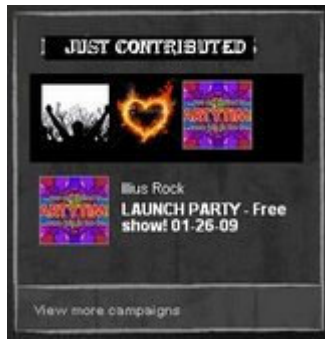 JUST CONTRIBUTED
Illius Rock
LAUNCH PARTY - Free
show! 01-26-09
View more campaigns